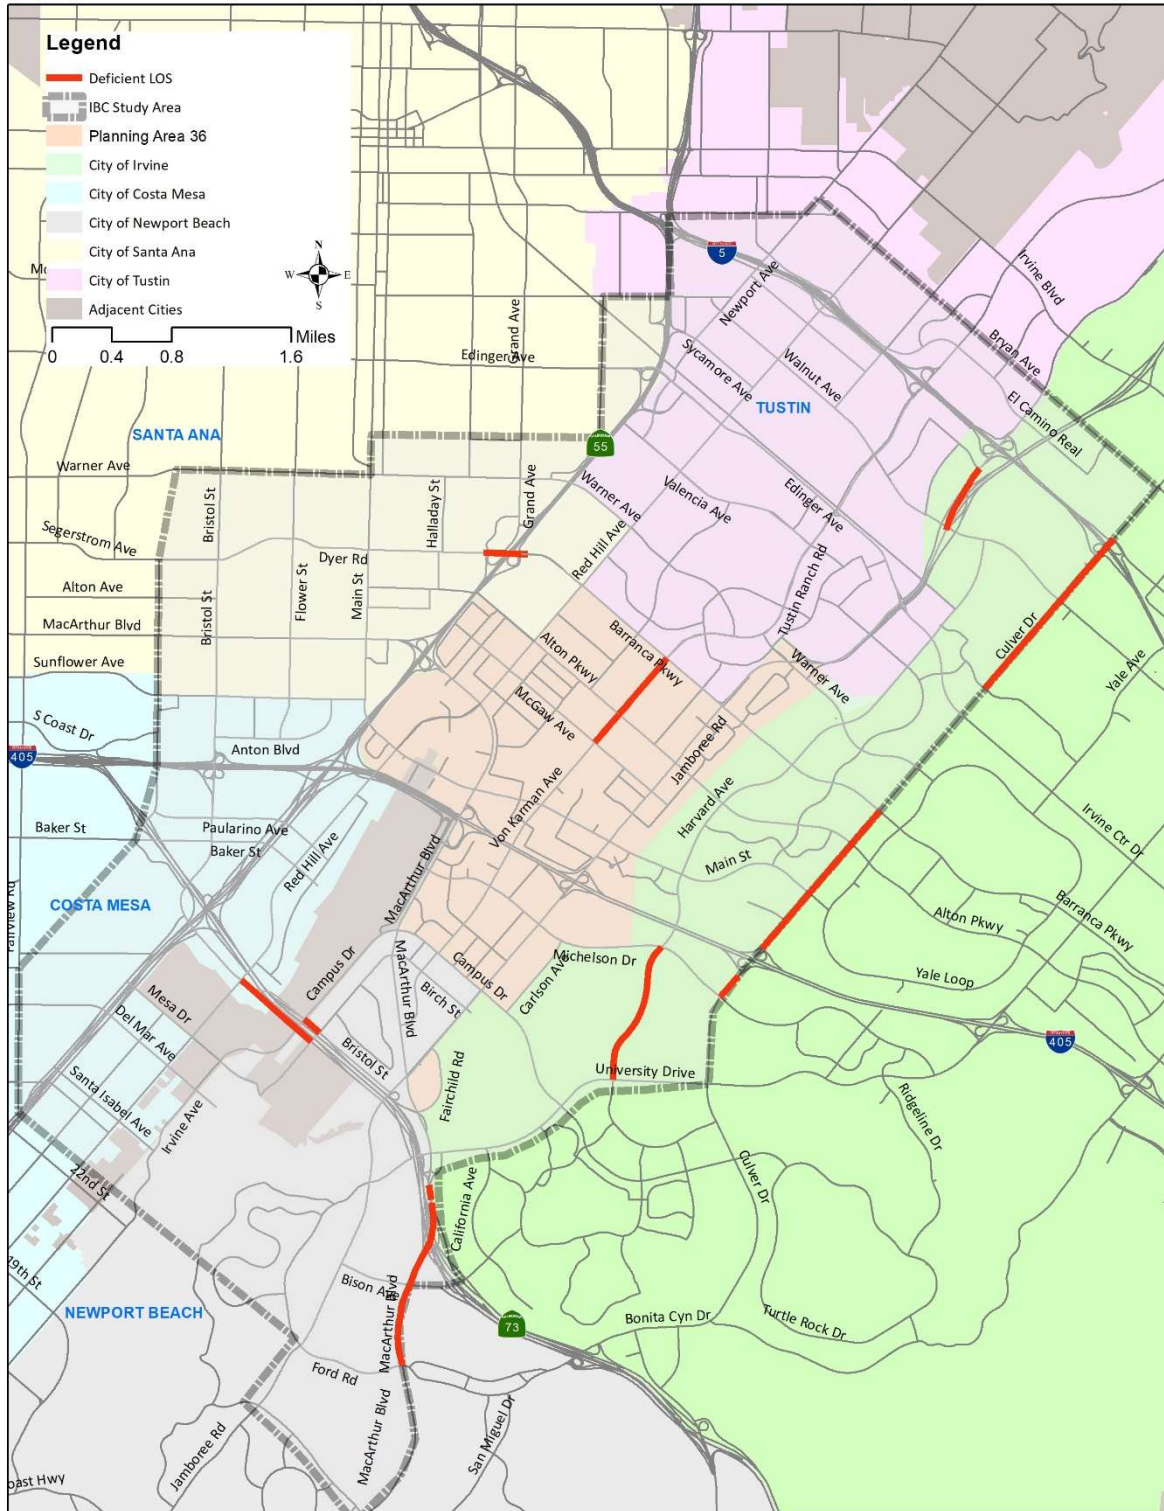 Legend
Deficient LOS
IBC Study Area
Planning Area 36
City of Irvine
City of Costa Mesa
City of Newport Beach
City of Santa Ana
City of Tustin
Adjacent Cities
N
W E
S
Miles
0 0.4 0.8 1.6
5
Irvine Blvd
Newport Ave
Grand Ave
Edinger Ave
Bryan Ave
Sycamore Ave
Walnut Ave
El Camino Real
TUSTIN
SANTA ANA
55
Warner Ave
Bristol St
Halladay St
Grand Ave
Warner Ave
Valencia Ave
Edinger Ave
Segerstrom Ave
Dyer Rd
Red Hill Ave
Tustin Ranch Rd
Alton Ave
Bristol St
Flower St
Main St
MacArthur Blvd
Alton Pkwy
Barranca Pkwy
Culver Dr
Sunflower Ave
Warner Ave
Yale Ave
S Coast Dr
McGaw Ave
Jamboree Rd
405
Anton Blvd
Von Karman Ave
Harvard Ave
Baker St
Paularino Ave
Baker St
Red Hill Ave
MacArthur Blvd
Main St
Irvine Ctr Dr
COSTA MESA
Fairview Rd
Alton Pkwy
Barranca Pkwy
Michelson Dr
Yale Loop
Campus Dr
MacArthur Blvd
Campus Dr
Carlson Ave
Mesa Dr
Birch St
Del Mar Ave
Bristol St
405
Santa Isabel Ave
Irvine Ave
Fairchild Rd
University Drive
Ridgeline Dr
22nd St
California Ave
Culver Dr
19th St
Bison Ave
MacArthur Blvd
NEWPORT BEACH
73
Bonita Cyn Dr
Turtle Rock Dr
Ford Rd
MacArthur Blvd
San Miguel Dr
Jamboree Rd
oast Hwy